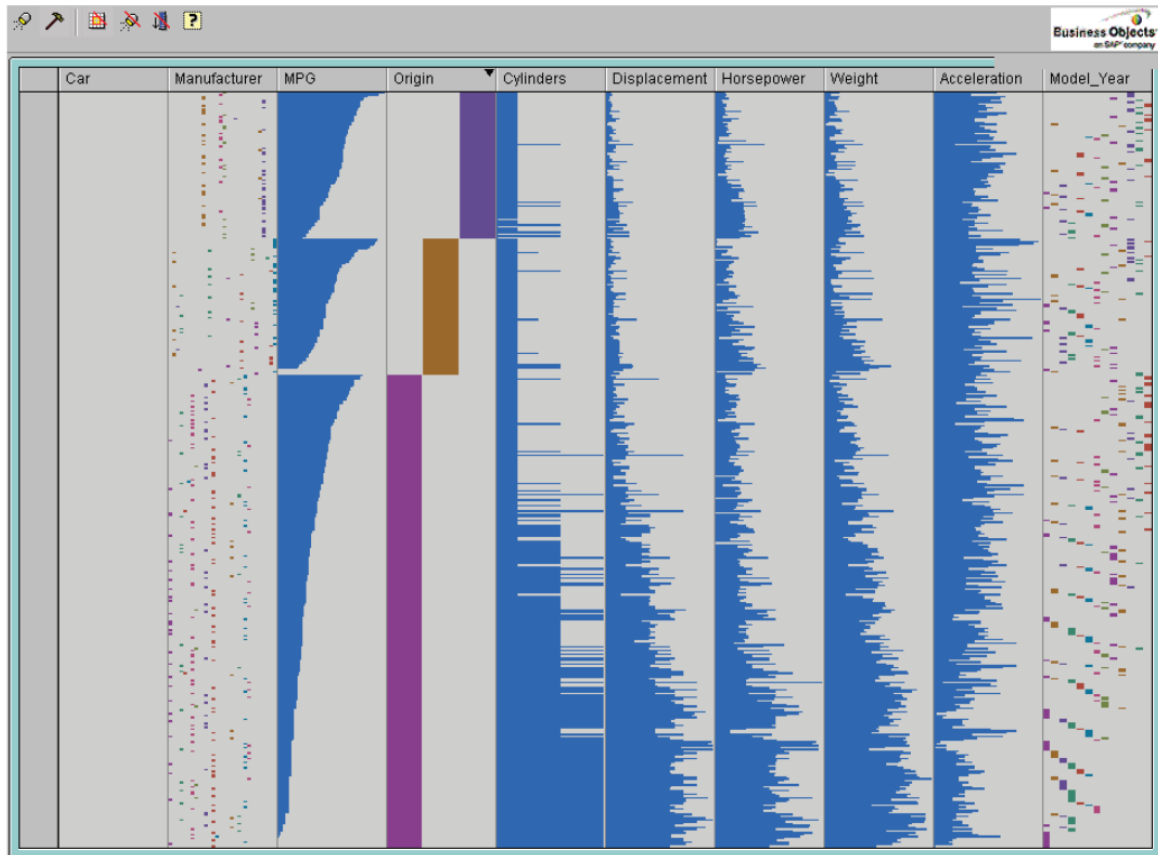 ?
Business Objects
an SAP company
Car Manufacturer MPG Origin Cylinders Displacement Horsepower Weight Acceleration Model_Year